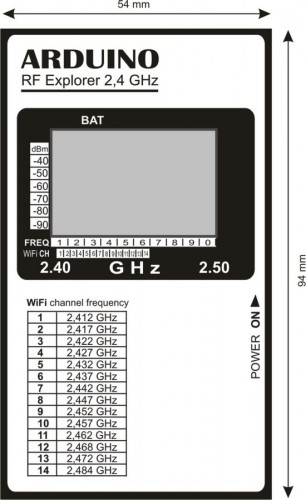 54 mm
ARDUINO
RF Explorer 2,4 GHz
BAT
dBm
-40
-50
-60
-70
-80
-90
FREQ 1 2 3 4 5 6 7 8 9 0
WiFi CH 1 2 3 4 5 6 7 8 9 10 11 12 13 14
2.40 GHz 2.50
94 mm
POWER ON ▶
WiFi channel frequency
1 2,412 GHz
2 2,417 GHz
3 2,422 GHz
4 2,427 GHz
5 2,432 GHz
6 2,437 GHz
7 2,442 GHz
8 2,447 GHz
9 2,452 GHz
10 2,457 GHz
11 2,462 GHz
12 2,468 GHz
13 2,472 GHz
14 2,484 GHz